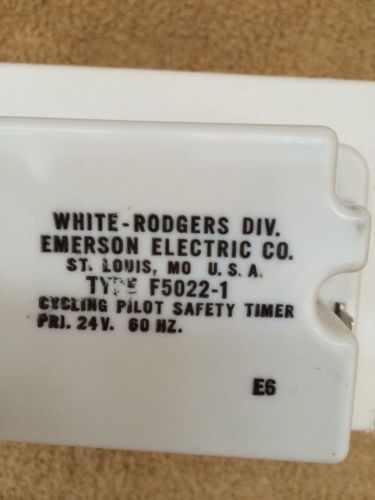 WHITE-RODGERS DIV.
EMERSON ELECTRIC CO.
ST. LOUIS, MO U.S.A.
TYPE F5022-1
CYCLING PILOT SAFETY TIMER
PRI. 24V. 60 HZ.
E6